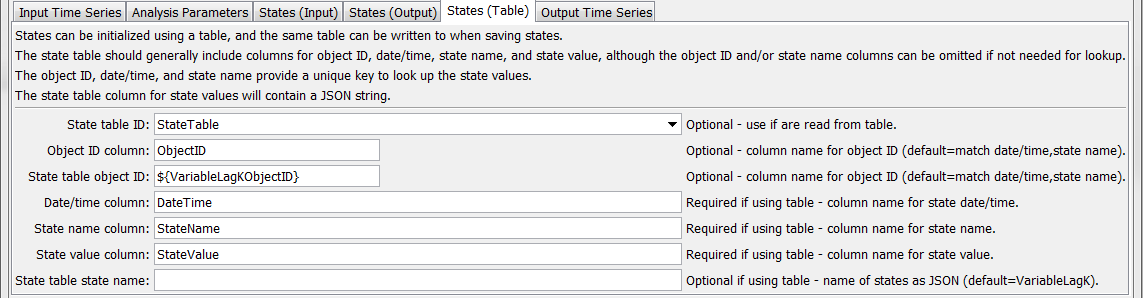 Input Time Series Analysis Parameters States (Input) States (Output) States (Table) Output Time Series
States can be initialized using a table, and the same table can be written to when saving states.
The state table should generally include columns for object ID, date/time, state name, and state value, although the object ID and/or state name columns can be omitted if not needed for lookup.
The object ID, date/time, and state name provide a unique key to look up the state values.
The state table column for state values will contain a JSON string.
State table ID: StateTable Optional - use if are read from table.
Object ID column: ObjectID Optional - column name for object ID (default=match date/time,state name).
State table object ID: ${VariableLagKObjectID} Optional - column name for object ID (default=match date/time,state name).
Date/time column: DateTime Required if using table - column name for state date/time.
State name column: StateName Required if using table - column name for state name.
State value column: StateValue Required if using table - column name for state value.
State table state name: Optional if using table - name of states as JSON (default=VariableLagK).